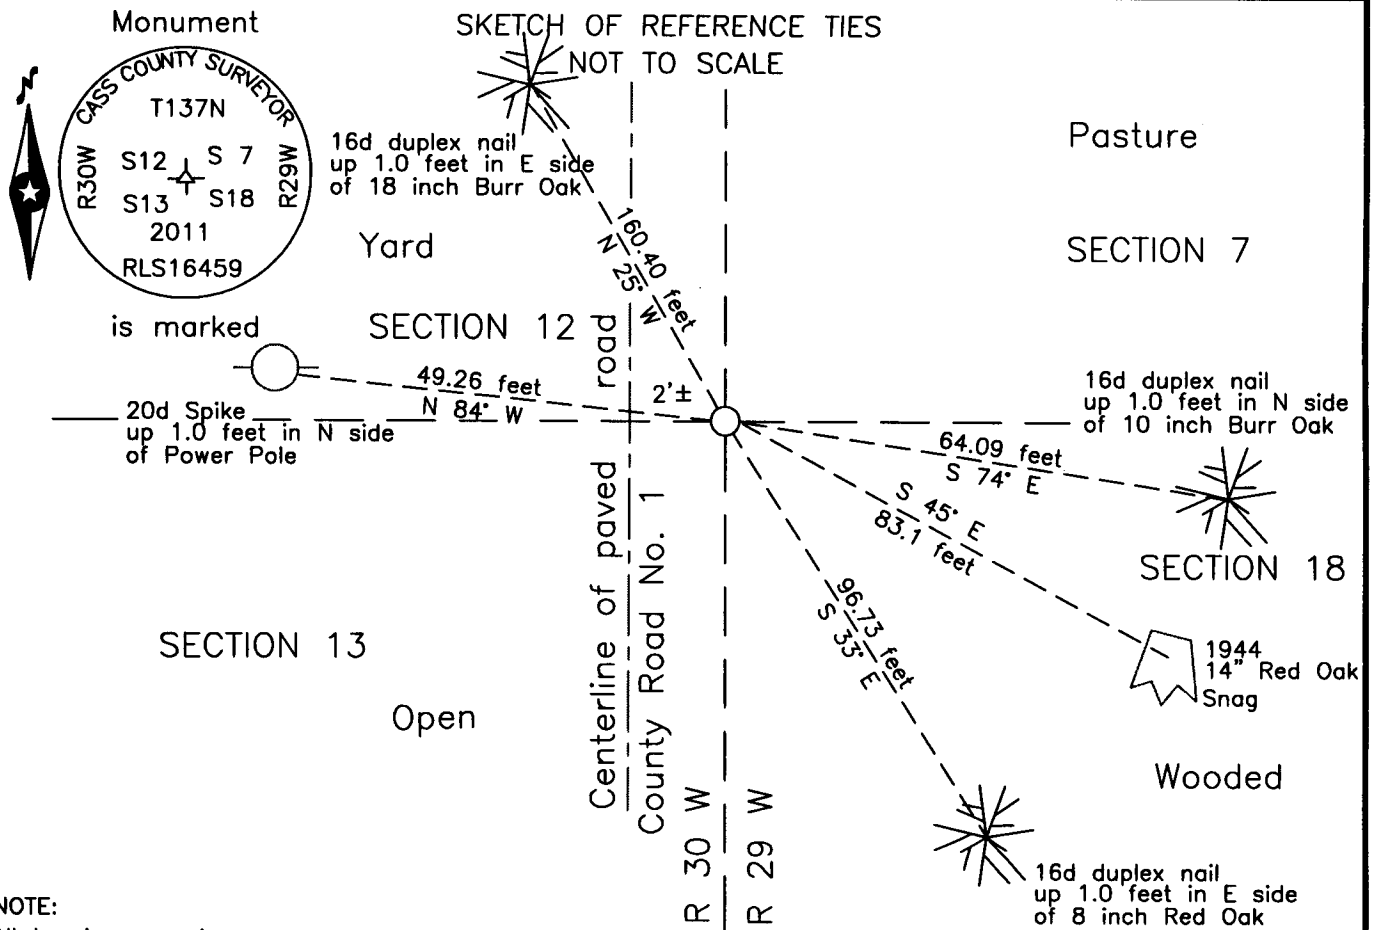 SKETCH OF REFERENCE TIES
NOT TO SCALE
Monument
CASS COUNTY SURVEYOR
T137N
R30W
S12
S 7
S13
S18
R29W
2011
RLS16459
is marked
N
16d duplex nail
up 1.0 feet in E side
of 18 inch Burr Oak
Yard
SECTION 12
160.40 feet
N 25° W
Pasture
SECTION 7
49.26 feet
N 84° W
2'±
20d Spike
up 1.0 feet in N side
of Power Pole
16d duplex nail
up 1.0 feet in N side
of 10 inch Burr Oak
64.09 feet
S 74° E
S 45° E
83.1 feet
SECTION 18
96.73 feet
S 33° E
Centerline of paved road
County Road No. 1
SECTION 13
Open
1944
14" Red Oak
Snag
Wooded
R 30 W
R 29 W
16d duplex nail
up 1.0 feet in E side
of 8 inch Red Oak
NOTE: